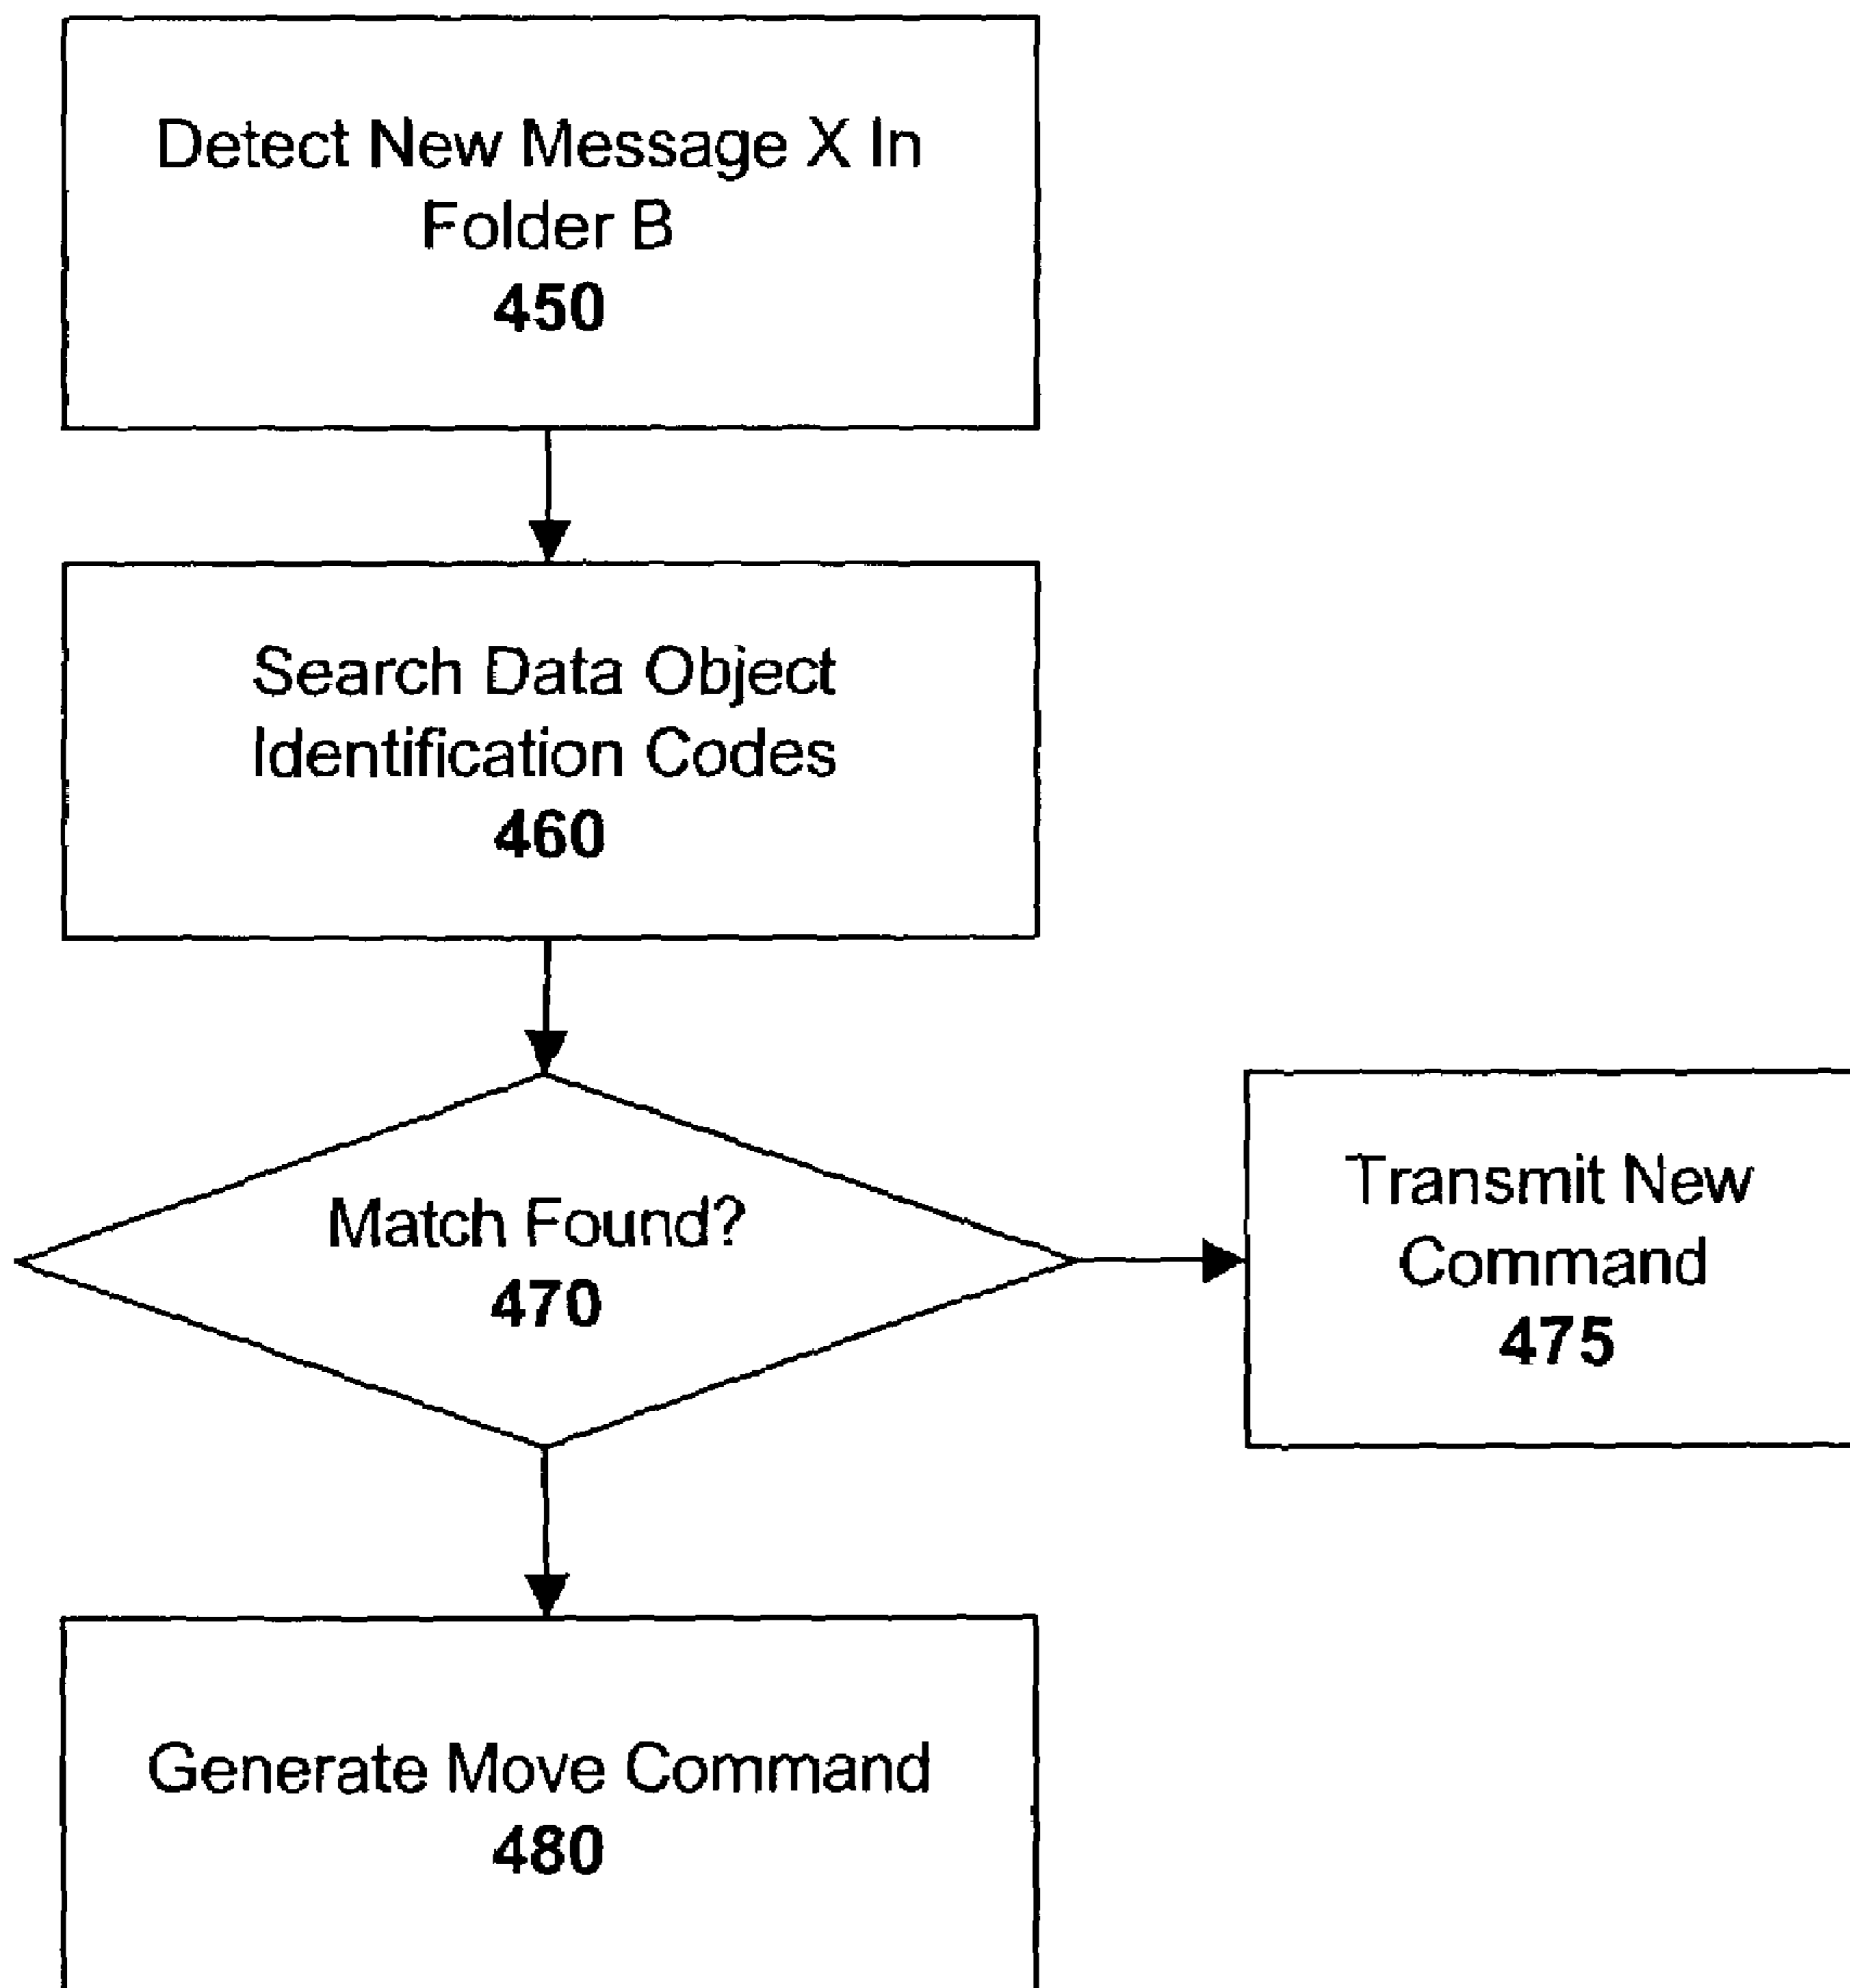 Detect New Message X In
Folder B
450
Search Data Object
Identification Codes
460
Match Found?
470
Transmit New
Command
475
Generate Move Command
480